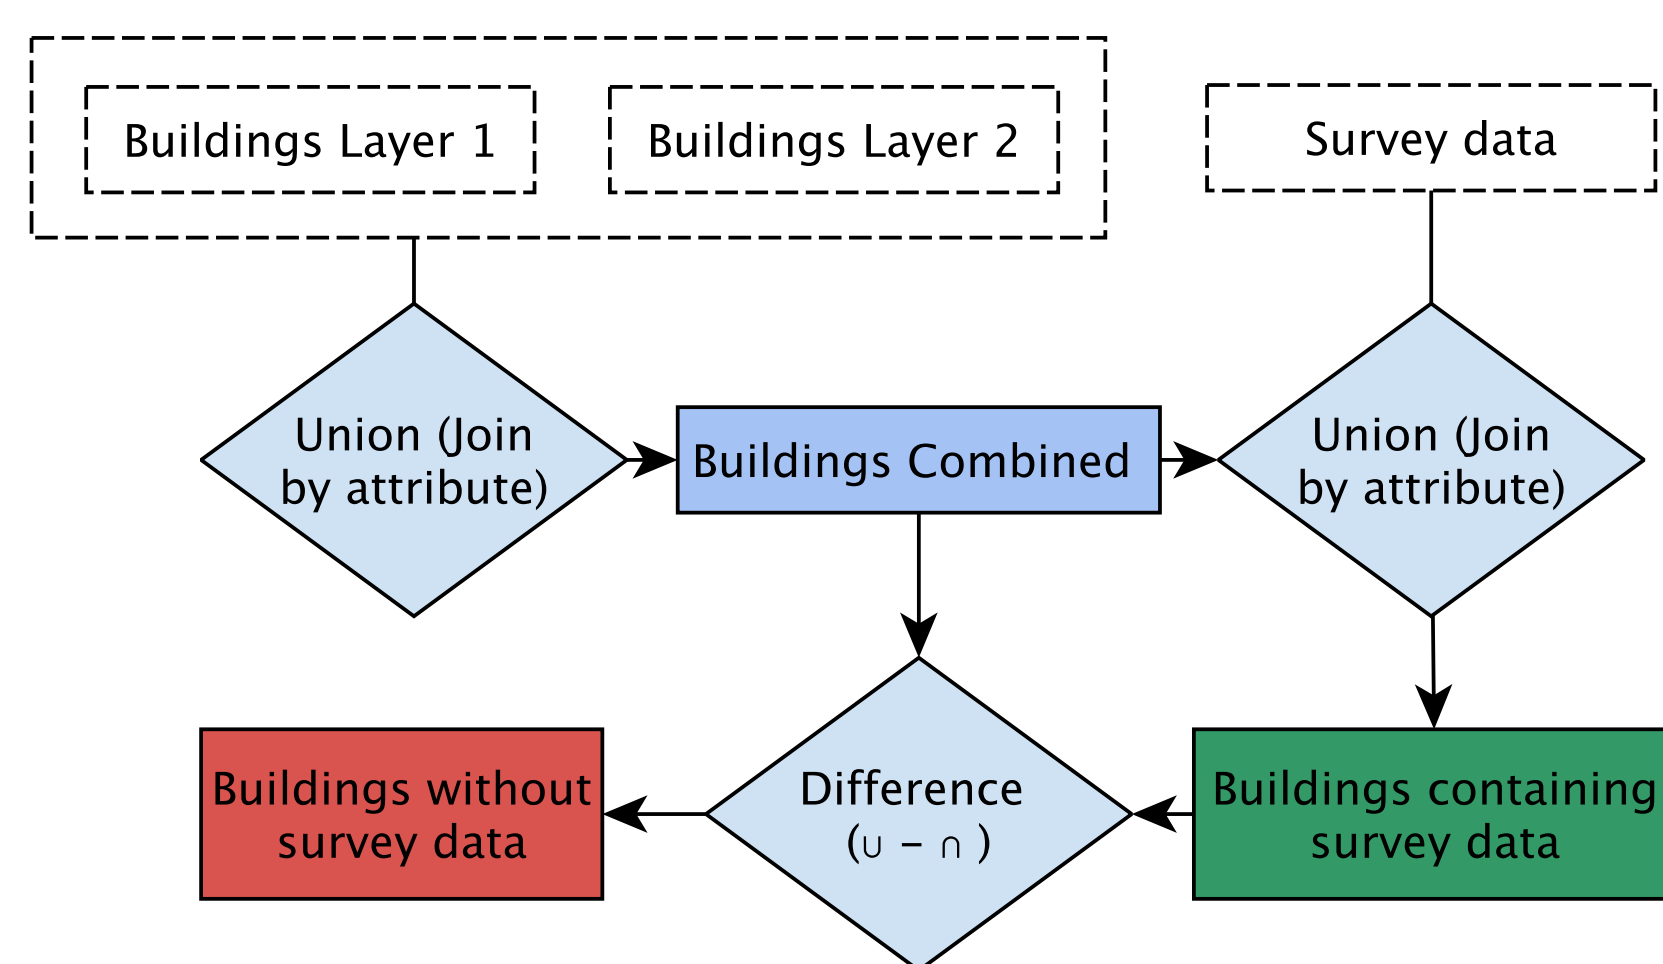 Buildings Layer 1
Buildings Layer 2
Survey data
Union (Join
by attribute)
Buildings Combined
Union (Join
by attribute)
Buildings without
survey data
Difference
(∪ – ∩ )
Buildings containing
survey data